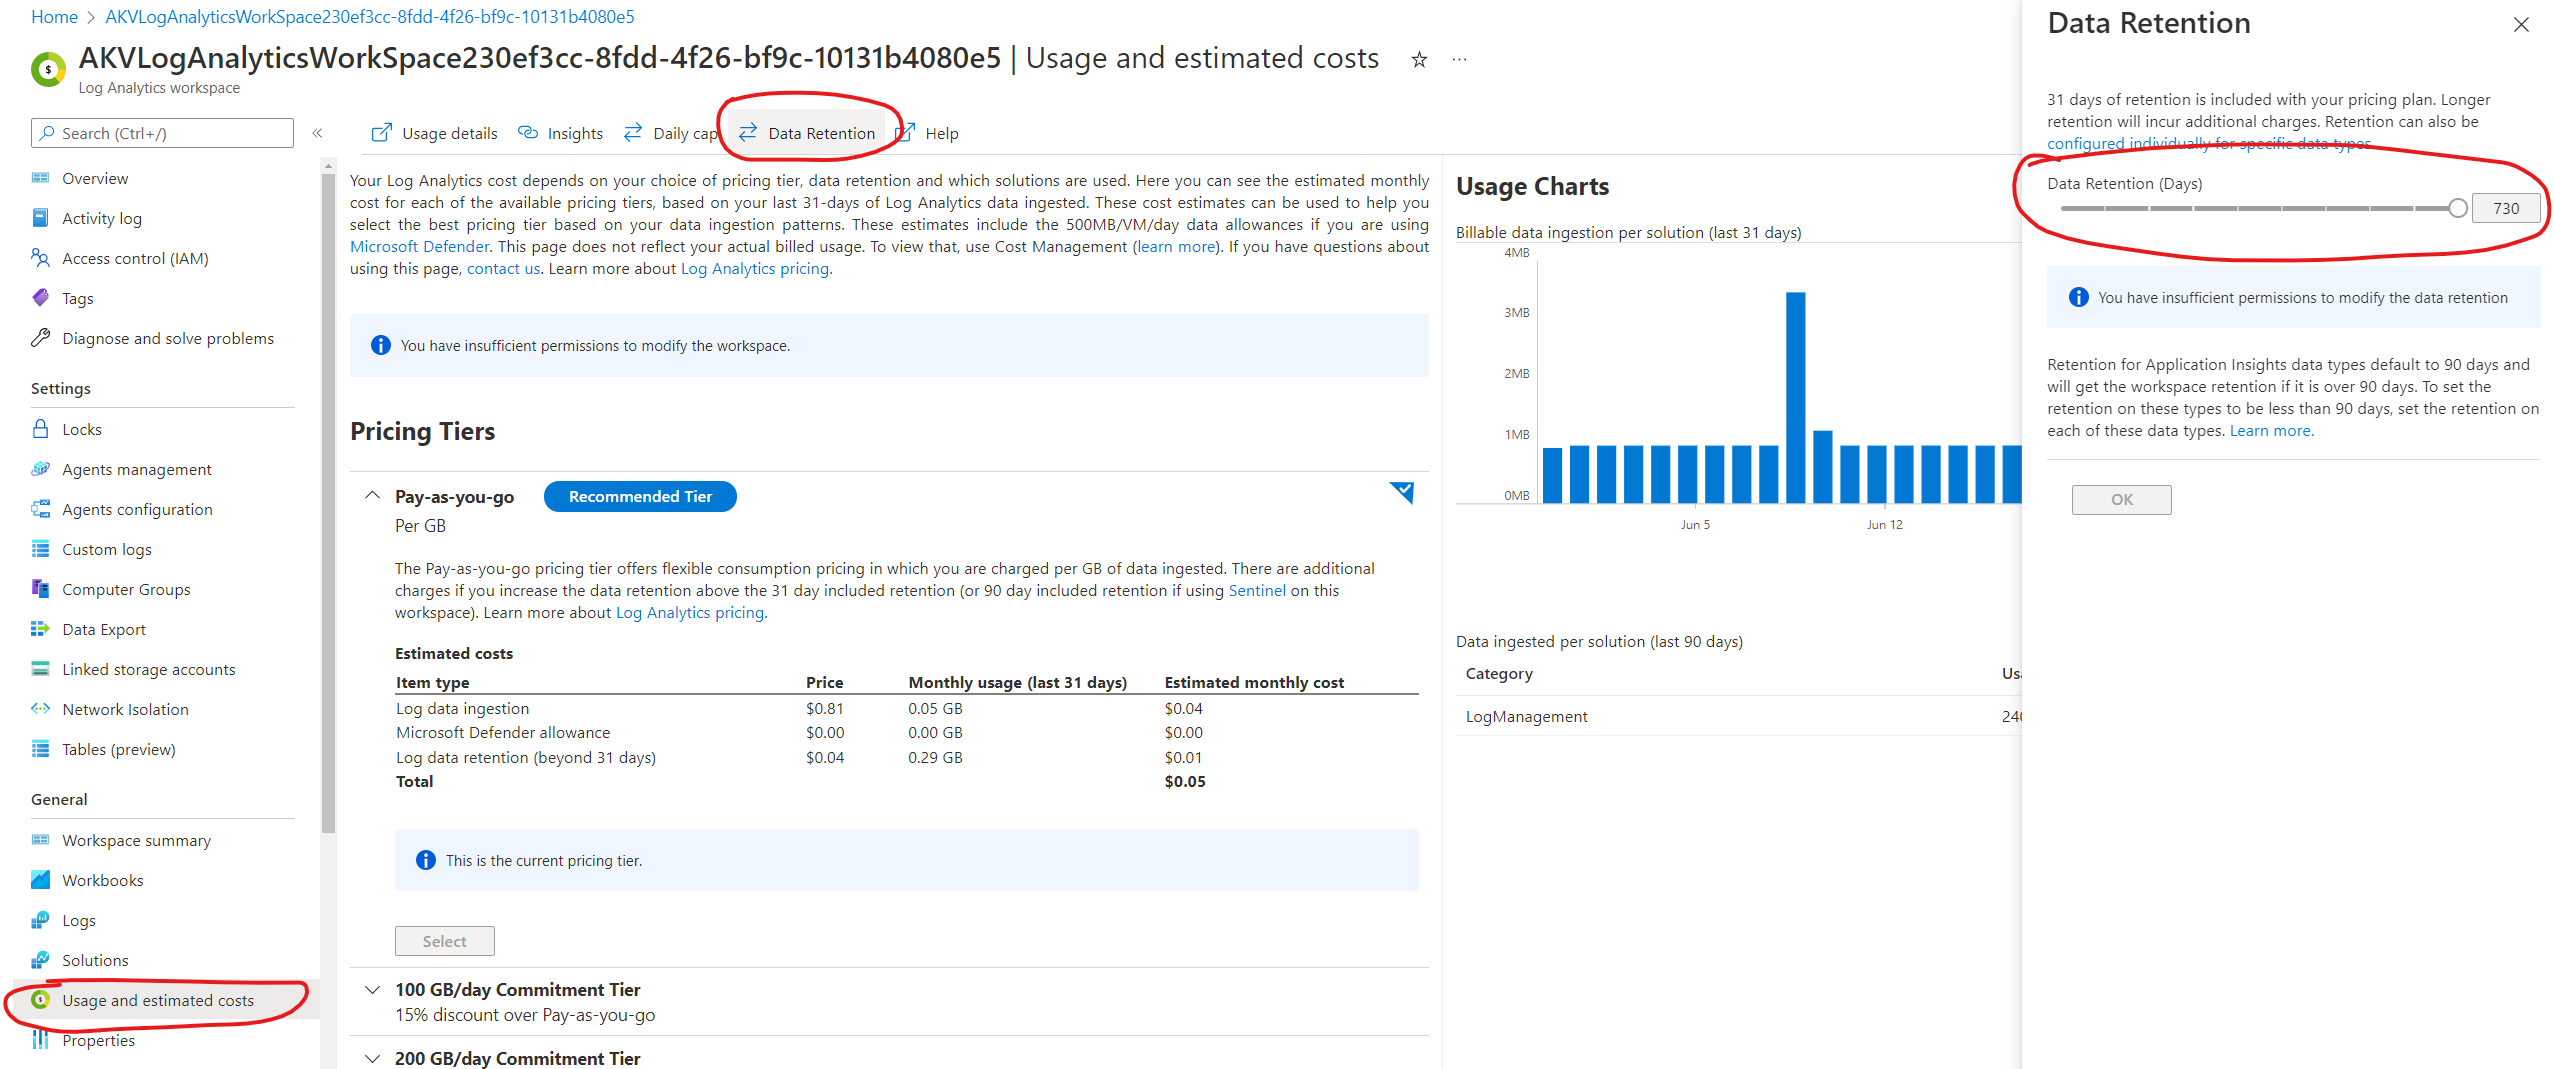 Home > AKVLogAnalyticsWorkSpace230ef3cc-8fdd-4f26-bf9c-10131b4080e5
AKVLogAnalyticsWorkSpace230ef3cc-8fdd-4f26-bf9c-10131b4080e5 | Usage and estimated costs
Log Analytics workspace
Search (Ctrl+/)
Overview
Activity log
Access control (IAM)
Tags
Diagnose and solve problems
Settings
Locks
Agents management
Agents configuration
Custom logs
Computer Groups
Data Export
Linked storage accounts
Network Isolation
Tables (preview)
General
Workspace summary
Workbooks
Logs
Solutions
Usage and estimated costs
Properties
Usage details Insights Daily cap Data Retention Help
Your Log Analytics cost depends on your choice of pricing tier, data retention and which solutions are used. Here you can see the estimated monthly
cost for each of the available pricing tiers, based on your last 31-days of Log Analytics data ingested. These cost estimates can be used to help you
select the best pricing tier based on your data ingestion patterns. These estimates include the 500MB/VM/day data allowances if you are using
Microsoft Defender. This page does not reflect your actual billed usage. To view that, use Cost Management (learn more). If you have questions about
using this page, contact us. Learn more about Log Analytics pricing.
You have insufficient permissions to modify the workspace.
Pricing Tiers
Pay-as-you-go Recommended Tier
Per GB
The Pay-as-you-go pricing tier offers flexible consumption pricing in which you are charged per GB of data ingested. There are additional
charges if you increase the data retention above the 31 day included retention (or 90 day included retention if using Sentinel on this
workspace). Learn more about Log Analytics pricing.
Estimated costs
Item type Price Monthly usage (last 31 days) Estimated monthly cost
Log data ingestion $0.81 0.05 GB $0.04
Microsoft Defender allowance $0.00 0.00 GB $0.00
Log data retention (beyond 31 days) $0.04 0.29 GB $0.01
Total $0.05
This is the current pricing tier.
Select
100 GB/day Commitment Tier
15% discount over Pay-as-you-go
200 GB/day Commitment Tier
Usage Charts
Billable data ingestion per solution (last 31 days)
4MB
3MB
2MB
1MB
0MB
Jun 5 Jun 12
Data ingested per solution (last 90 days)
Category
LogManagement
Data Retention
31 days of retention is included with your pricing plan. Longer
retention will incur additional charges. Retention can also be
configured individually for specific data types.
Data Retention (Days)
730
You have insufficient permissions to modify the data retention
Retention for Application Insights data types default to 90 days and
will get the workspace retention if it is over 90 days. To set the
retention on these types to be less than 90 days, set the retention on
each of these data types. Learn more.
OK